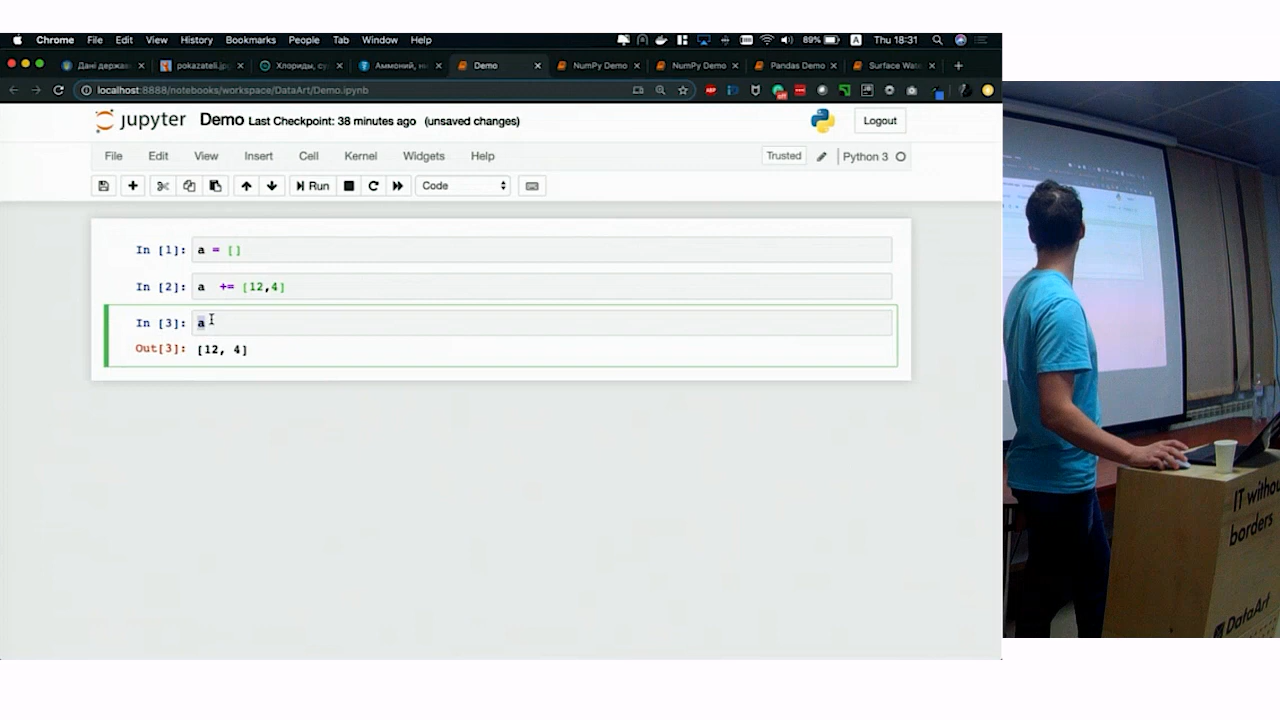 Chrome File Edit View History Bookmarks People Tab Window Help 89% A Thu 18:31
Дані держав pokazateli.jp Хлориды, су Аммоний, н Demo NumPy Demo NumPy Demo Pandas Demo Surface Wate
localhost:8888/notebooks/workspace/DataArt/Demo.ipynb ABP
jupyter Demo Last Checkpoint: 38 minutes ago (unsaved changes) Logout
File Edit View Insert Cell Kernel Widgets Help Trusted Python 3
Run Code
In [1]: a = []
In [2]: a += [12,4]
In [3]: a
Out[3]: [12, 4]
IT without
borders
DataArt